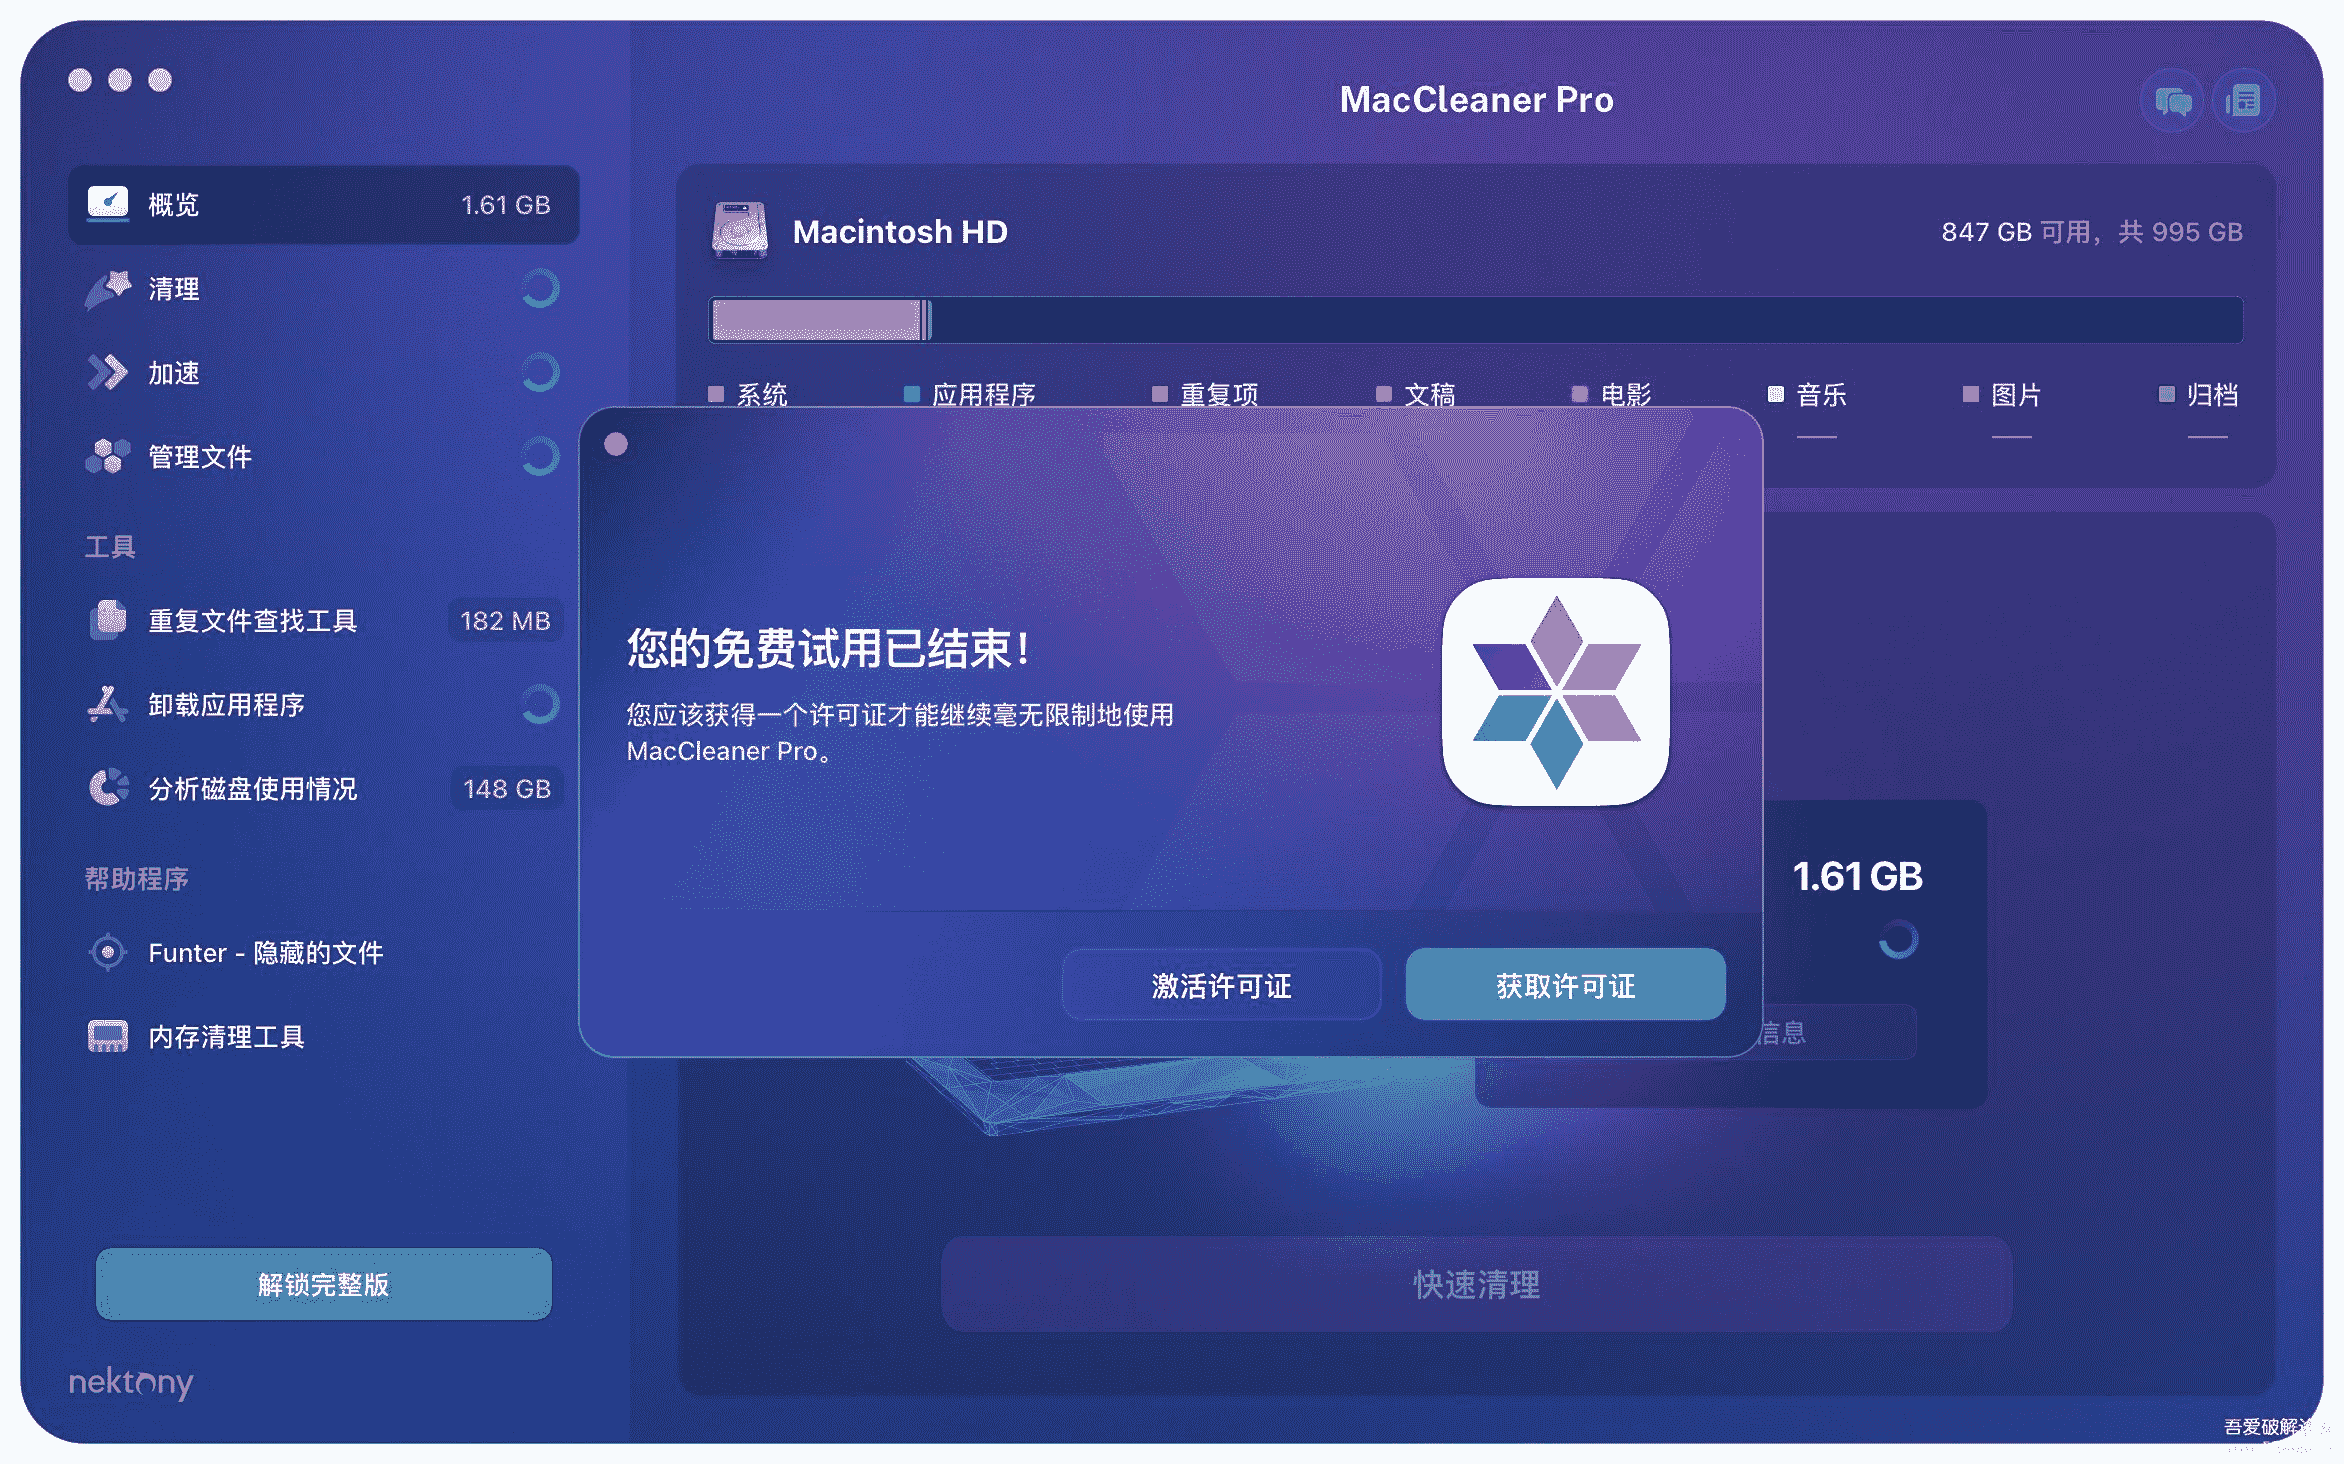 MacCleaner Pro
概览 1.61 GB
清理
加速
管理文件
工具
重复文件查找工具 182 MB
卸载应用程序
分析磁盘使用情况 148 GB
帮助程序
Funter - 隐藏的文件
内存清理工具
解锁完整版
nektony
Macintosh HD 847 GB 可用，共 995 GB
系统 应用程序 重复项 文稿 电影 音乐 图片 归档
您的免费试用已结束！
您应该获得一个许可证才能继续毫无限制地使用
MacCleaner Pro。
激活许可证 获取许可证
1.61 GB
信息
快速清理
吾爱破解